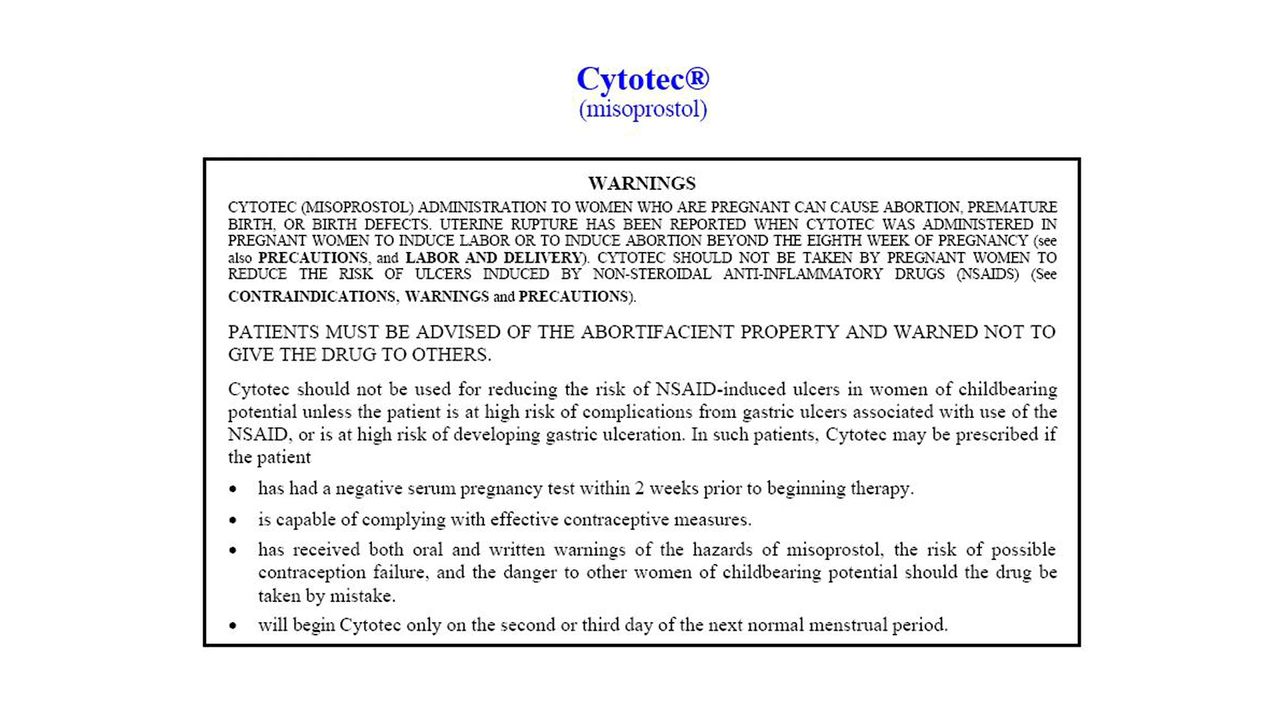 Cytotec®
(misoprostol)
WARNINGS
CYTOTEC (MISOPROSTOL) ADMINISTRATION TO WOMEN WHO ARE PREGNANT CAN CAUSE ABORTION, PREMATURE
BIRTH, OR BIRTH DEFECTS. UTERINE RUPTURE HAS BEEN REPORTED WHEN CYTOTEC WAS ADMINISTERED IN
PREGNANT WOMEN TO INDUCE LABOR OR TO INDUCE ABORTION BEYOND THE EIGHTH WEEK OF PREGNANCY (see
also PRECAUTIONS, and LABOR AND DELIVERY). CYTOTEC SHOULD NOT BE TAKEN BY PREGNANT WOMEN TO
REDUCE THE RISK OF ULCERS INDUCED BY NON-STEROIDAL ANTI-INFLAMMATORY DRUGS (NSAIDS) (See
CONTRAINDICATIONS, WARNINGS and PRECAUTIONS).
PATIENTS MUST BE ADVISED OF THE ABORTIFACIENT PROPERTY AND WARNED NOT TO
GIVE THE DRUG TO OTHERS.
Cytotec should not be used for reducing the risk of NSAID-induced ulcers in women of childbearing
potential unless the patient is at high risk of complications from gastric ulcers associated with use of the
NSAID, or is at high risk of developing gastric ulceration. In such patients, Cytotec may be prescribed if
the patient
• has had a negative serum pregnancy test within 2 weeks prior to beginning therapy.
• is capable of complying with effective contraceptive measures.
• has received both oral and written warnings of the hazards of misoprostol, the risk of possible
contraception failure, and the danger to other women of childbearing potential should the drug be
taken by mistake.
• will begin Cytotec only on the second or third day of the next normal menstrual period.